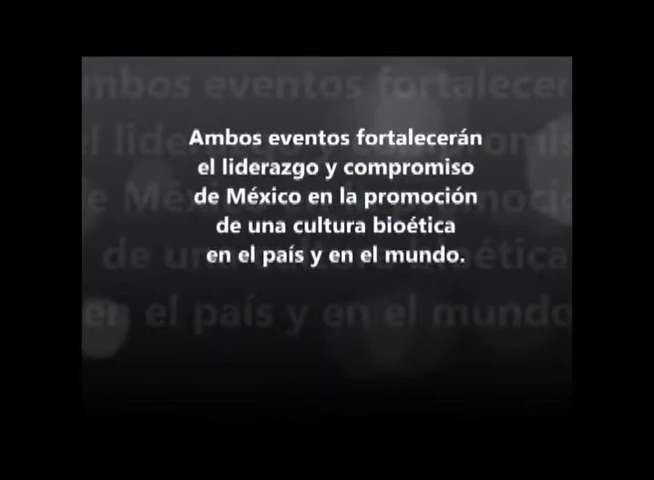 Ambos eventos fortalecerán
el liderazgo y compromiso
de México en la promoción
de una cultura bioética
en el país y en el mundo.